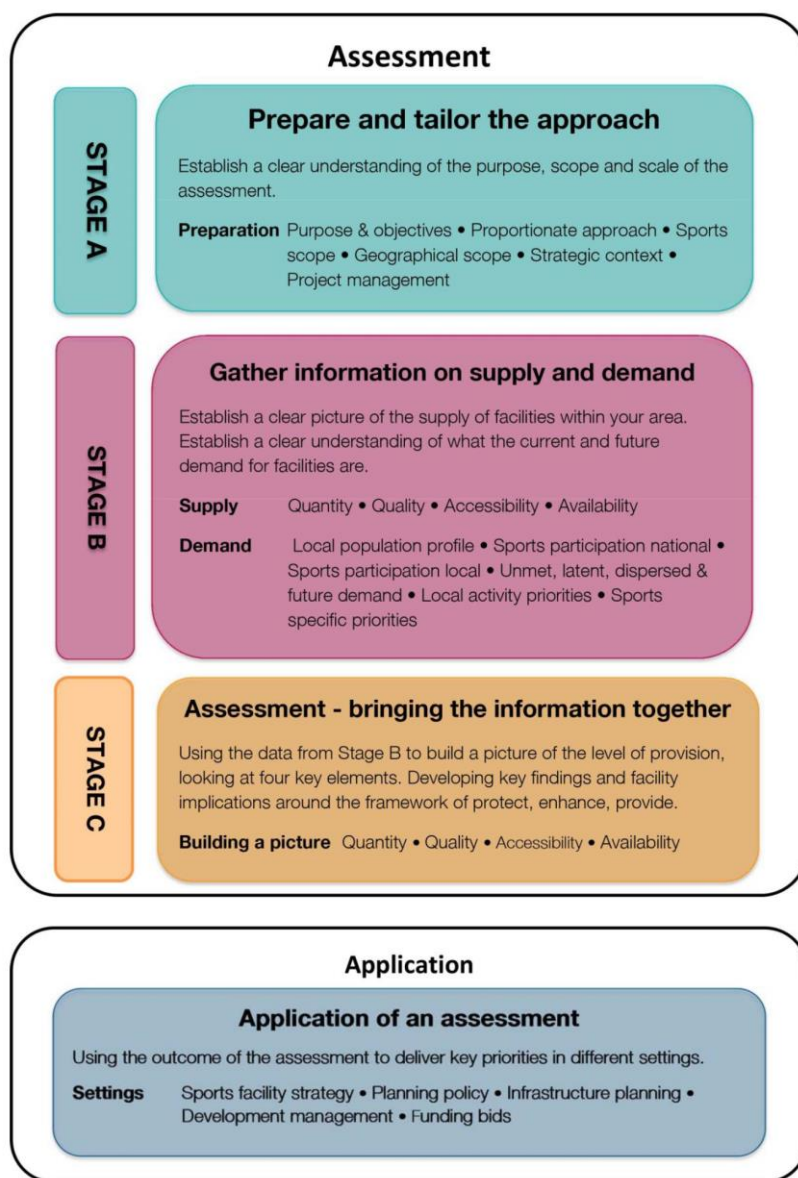 Assessment
STAGE A
Prepare and tailor the approach
Establish a clear understanding of the purpose, scope and scale of the
assessment.
Preparation Purpose & objectives • Proportionate approach • Sports
scope • Geographical scope • Strategic context •
Project management
STAGE B
Gather information on supply and demand
Establish a clear picture of the supply of facilities within your area.
Establish a clear understanding of what the current and future
demand for facilities are.
Supply Quantity • Quality • Accessibility • Availability
Demand Local population profile • Sports participation national •
Sports participation local • Unmet, latent, dispersed &
future demand • Local activity priorities • Sports
specific priorities
STAGE C
Assessment - bringing the information together
Using the data from Stage B to build a picture of the level of provision,
looking at four key elements. Developing key findings and facility
implications around the framework of protect, enhance, provide.
Building a picture Quantity • Quality • Accessibility • Availability
Application
Application of an assessment
Using the outcome of the assessment to deliver key priorities in different settings.
Settings Sports facility strategy • Planning policy • Infrastructure planning •
Development management • Funding bids